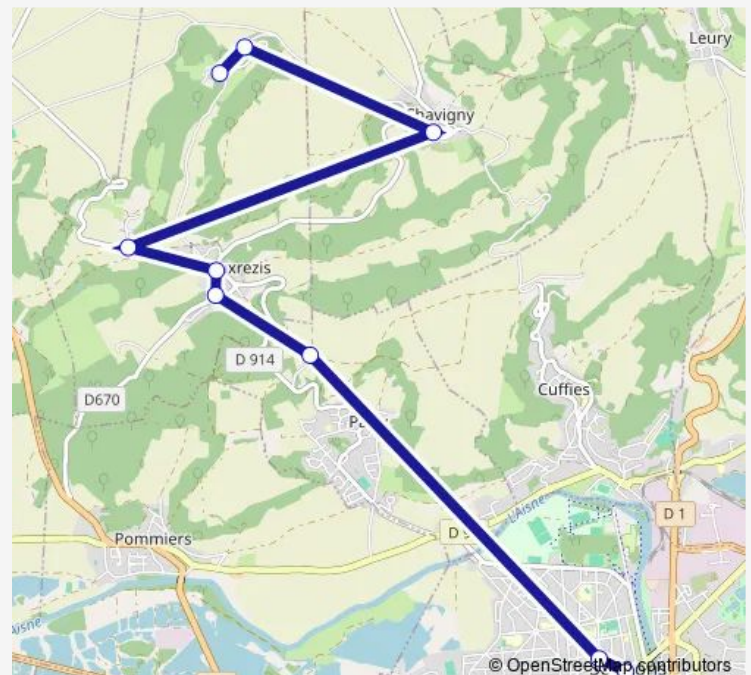 Leury
Chavigny
xrezis
D 914
Cuffies
D670
L'Aisne
D 1
Pommiers
Aisne
© OpenStreetMap contributors